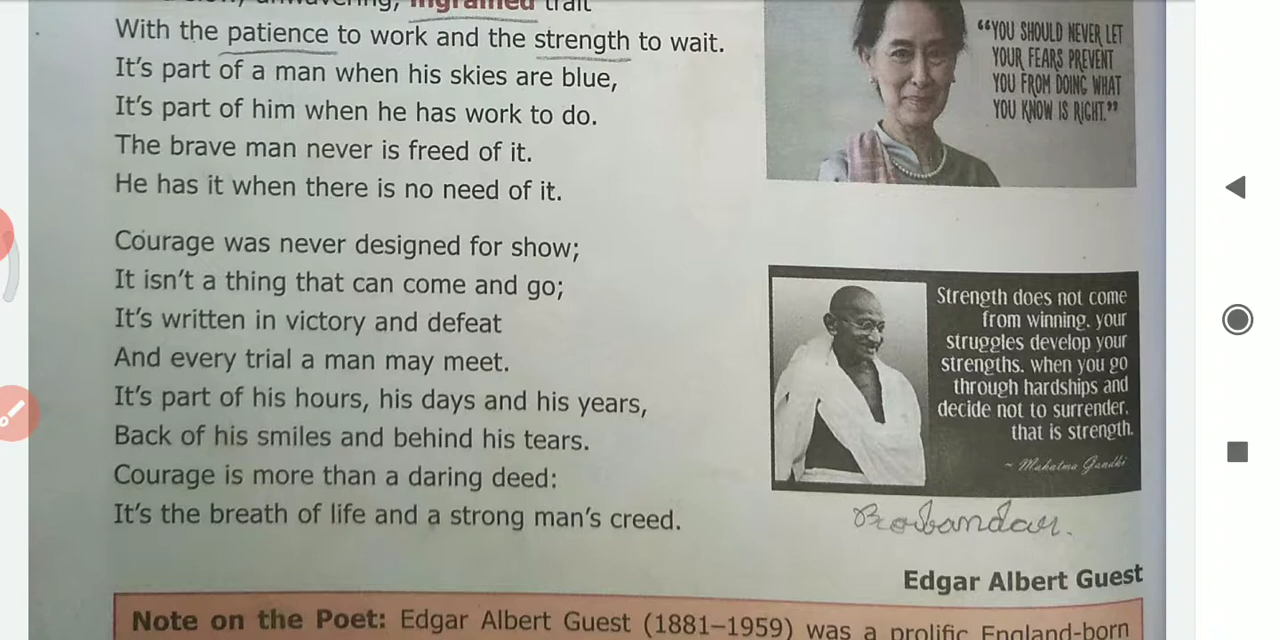 ingrained trait
With the patience to work and the strength to wait.
It's part of a man when his skies are blue,
It's part of him when he has work to do.
The brave man never is freed of it.
He has it when there is no need of it.
Courage was never designed for show;
It isn't a thing that can come and go;
It's written in victory and defeat
And every trial a man may meet.
It's part of his hours, his days and his years,
Back of his smiles and behind his tears.
Courage is more than a daring deed:
It's the breath of life and a strong man's creed.
“YOU SHOULD NEVER LET
YOUR FEARS PREVENT
YOU FROM DOING WHAT
YOU KNOW IS RIGHT.”
Strength does not come
from winning. your
struggles develop your
strengths. when you go
through hardships and
decide not to surrender.
that is strength.
~ Mahatma Gandhi
Edgar Albert Guest
Note on the Poet: Edgar Albert Guest (1881–1959) was a prolific England-born